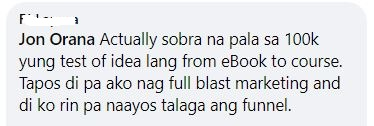 Jon Orana Actually sobra na pala sa 100k
yung test of idea lang from eBook to course.
Tapos di pa ako nag full blast marketing and
di ko rin pa naayos talaga ang funnel.